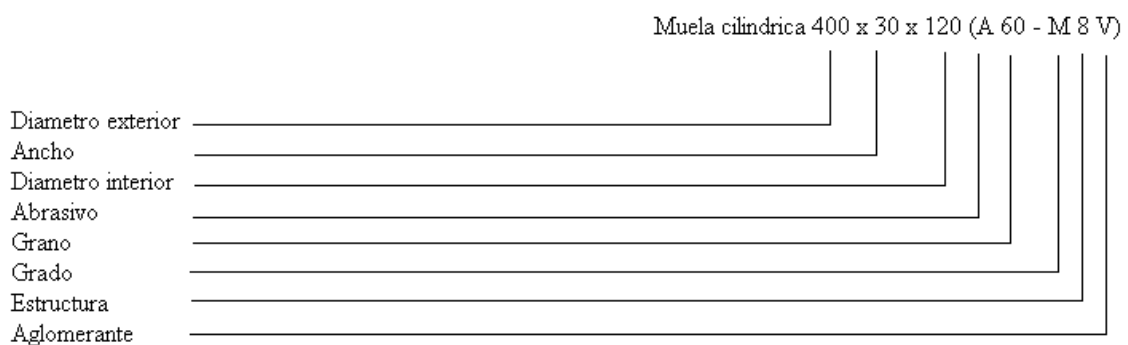 Muela cilindrica 400 x 30 x 120 (A 60 - M 8 V)
Diametro exterior
Ancho
Diametro interior
Abrasivo
Grano
Grado
Estructura
Aglomerante